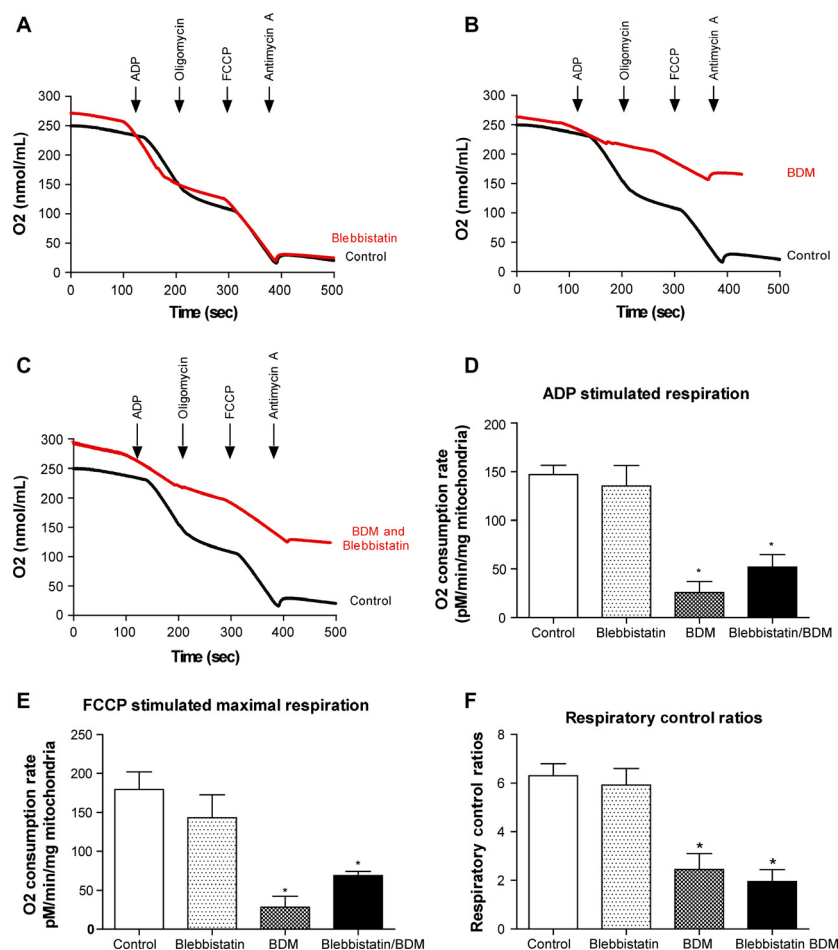 A
ADP
Oligomycin
FCCP
Antimycin A
O2 (nmol/mL)
300
250
200
150
100
50
0
0 100 200 300 400 500
Time (sec)
Blebbistatin
Control
B
ADP
Oligomycin
FCCP
Antimycin A
O2 (nmol/mL)
300
250
200
150
100
50
0
0 100 200 300 400 500
Time (sec)
BDM
Control
C
ADP
Oligomycin
FCCP
Antimycin A
O2 (nmol/mL)
300
250
200
150
100
50
0
0 100 200 300 400 500
Time (sec)
BDM and
Blebbistatin
Control
D
ADP stimulated respiration
O2 consumption rate
(pM/min/mg mitochondria)
200
150
100
50
0
* *
Control Blebbistatin BDM Blebbistatin/BDM
E
FCCP stimulated maximal respiration
O2 consumption rate
pM/min/mg mitochondria
250
200
150
100
50
0
* *
Control Blebbistatin BDM Blebbistatin/BDM
F
Respiratory control ratios
Respiratory control ratios
8
6
4
2
0
* *
Control Blebbistatin BDM Blebbistatin BDM